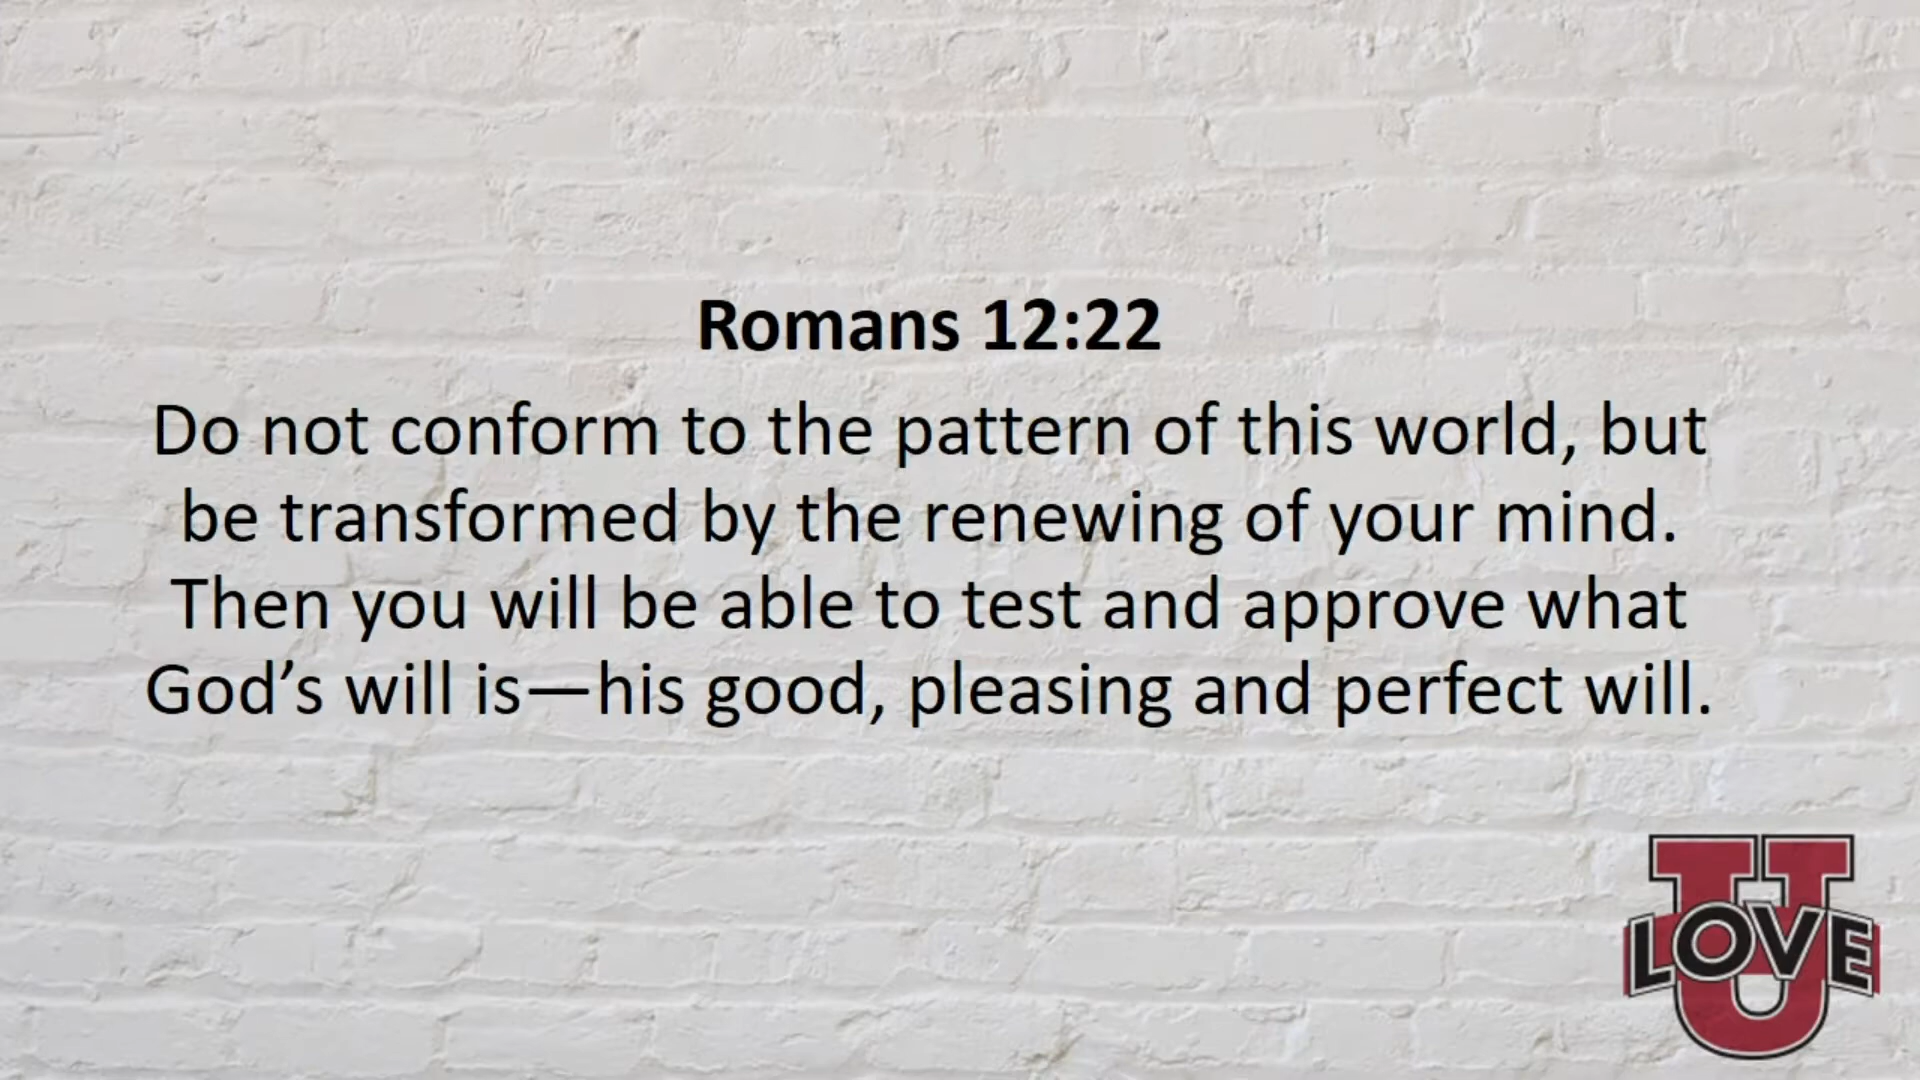 Romans 12:22
Do not conform to the pattern of this world, but
be transformed by the renewing of your mind.
Then you will be able to test and approve what
God’s will is—his good, pleasing and perfect will.
U
LOVE